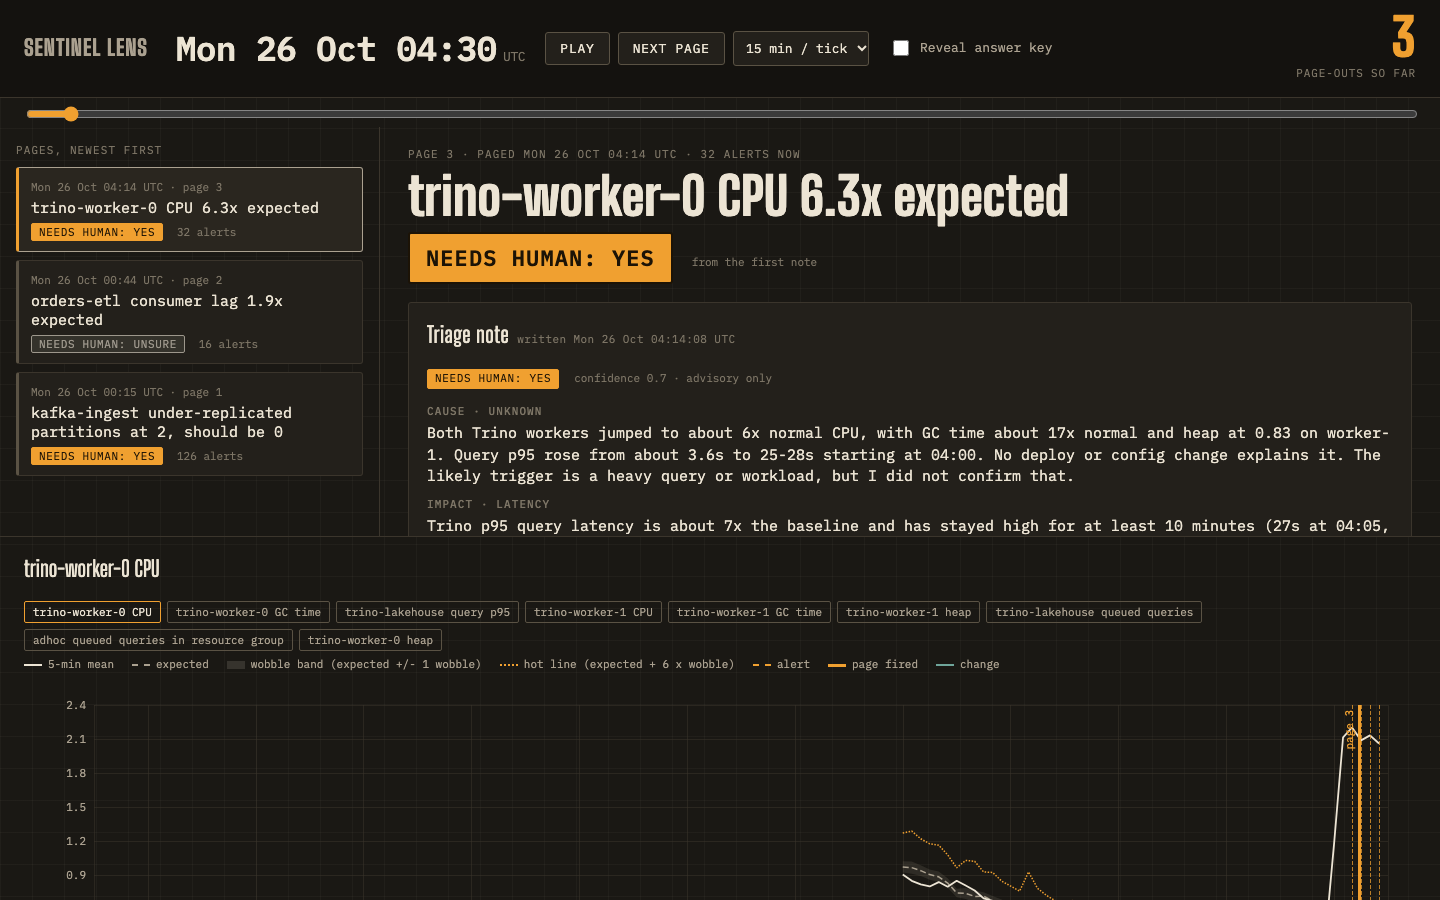 SENTINEL LENS
Mon 26 Oct 04:30 UTC
PLAY
NEXT PAGE
15 min / tick
Reveal answer key
3
PAGE-OUTS SO FAR
PAGES, NEWEST FIRST
Mon 26 Oct 04:14 UTC · page 3
trino-worker-0 CPU 6.3x expected
NEEDS HUMAN: YES
32 alerts
Mon 26 Oct 00:44 UTC · page 2
orders-etl consumer lag 1.9x
expected
NEEDS HUMAN: UNSURE
16 alerts
Mon 26 Oct 00:15 UTC · page 1
kafka-ingest under-replicated
partitions at 2, should be 0
NEEDS HUMAN: YES
126 alerts
PAGE 3 · PAGED MON 26 OCT 04:14 UTC · 32 ALERTS NOW
trino-worker-0 CPU 6.3x expected
NEEDS HUMAN: YES
from the first note
Triage note written Mon 26 Oct 04:14:08 UTC
NEEDS HUMAN: YES
confidence 0.7 · advisory only
CAUSE · UNKNOWN
Both Trino workers jumped to about 6x normal CPU, with GC time about 17x normal and heap at 0.83 on worker-
1. Query p95 rose from about 3.6s to 25-28s starting at 04:00. No deploy or config change explains it. The
likely trigger is a heavy query or workload, but I did not confirm that.
IMPACT · LATENCY
Trino p95 query latency is about 7x the baseline and has stayed high for at least 10 minutes (27s at 04:05,
trino-worker-0 CPU
trino-worker-0 CPU
trino-worker-0 GC time
trino-lakehouse query p95
trino-worker-1 CPU
trino-worker-1 GC time
trino-worker-1 heap
trino-lakehouse queued queries
adhoc queued queries in resource group
trino-worker-0 heap
5-min mean
expected
wobble band (expected +/- 1 wobble)
hot line (expected + 6 x wobble)
alert
page fired
change
2.4
2.1
1.8
1.5
1.2
0.9
page 3